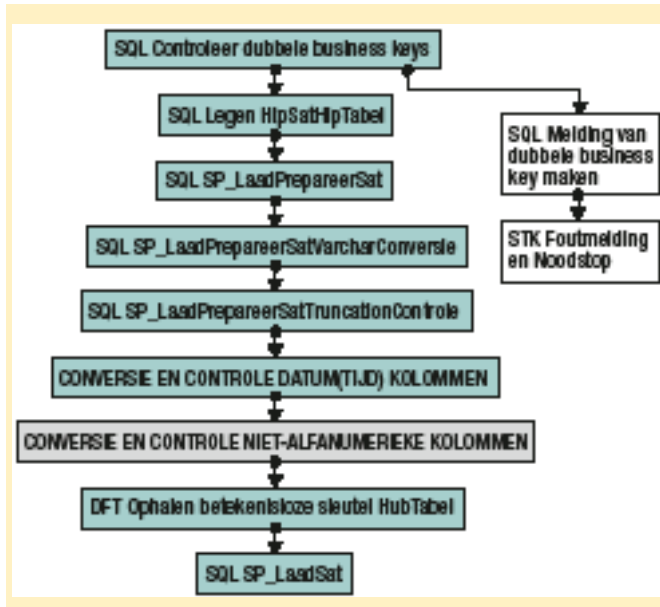 SQL Controleer dubbele business keys
SQL Legen HlpSatHlpTabel
SQL SP_LaadPrepareerSat
SQL SP_LaadPrepareerSatVarcharConversie
SQL SP_LaadPrepareerSatTruncationControle
CONVERSIE EN CONTROLE DATUM(TIJD) KOLOMMEN
CONVERSIE EN CONTROLE NIET-ALFANUMERIEKE KOLOMMEN
DFT Ophalen betekenisloze sleutel HubTabel
SQL SP_LaadSat
SQL Melding van
dubbele business
key maken
STK Foutmelding
en Noodstop